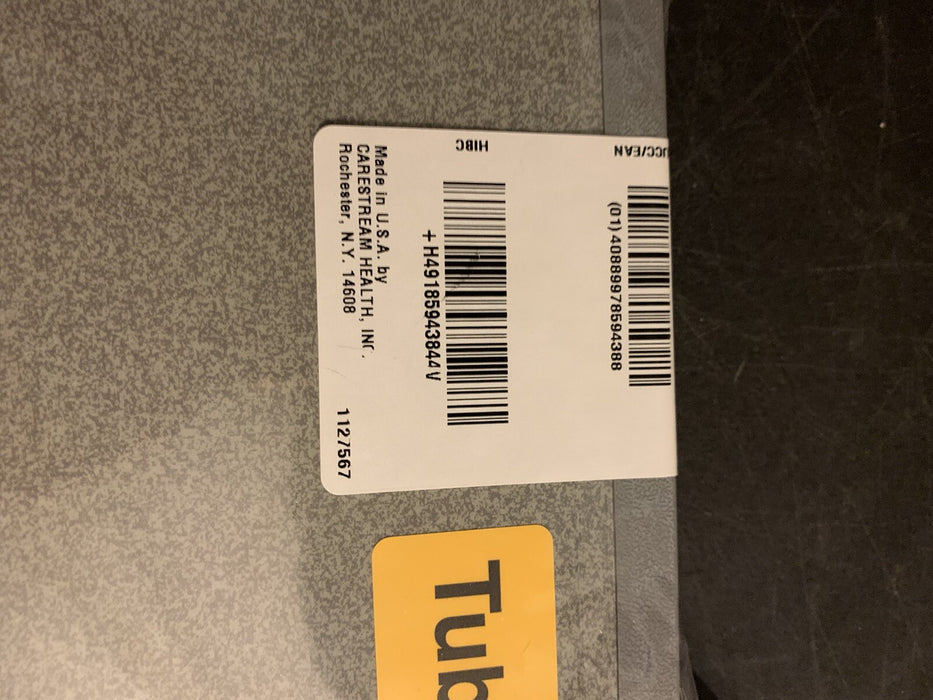 UCC/EAN
(01) 40889978594388
HIBC
+H49185943844V
Made in U.S.A. by
CARESTREAM HEALTH, INC.
Rochester, N.Y. 14608
1127567
Tub